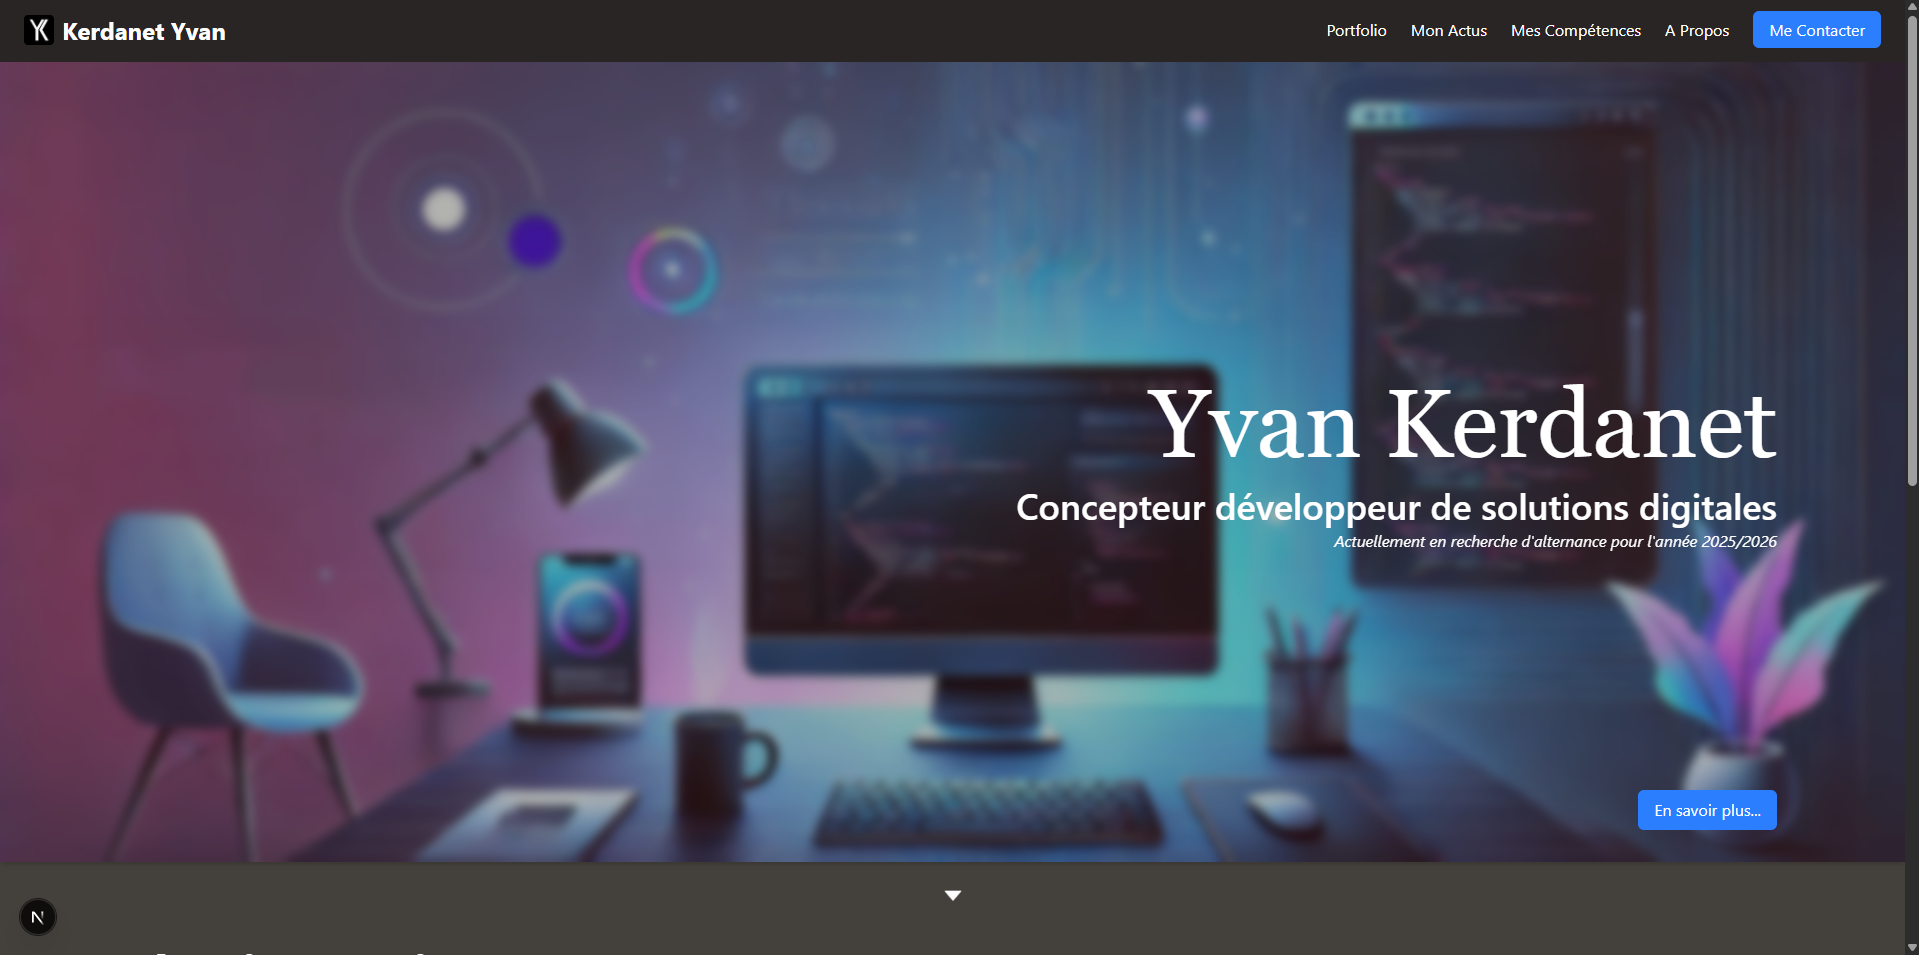 Kerdanet Yvan
Portfolio
Mon Actus
Mes Compétences
A Propos
Me Contacter
Yvan Kerdanet
Concepteur développeur de solutions digitales
Actuellement en recherche d'alternance pour l'année 2025/2026
En savoir plus...
N